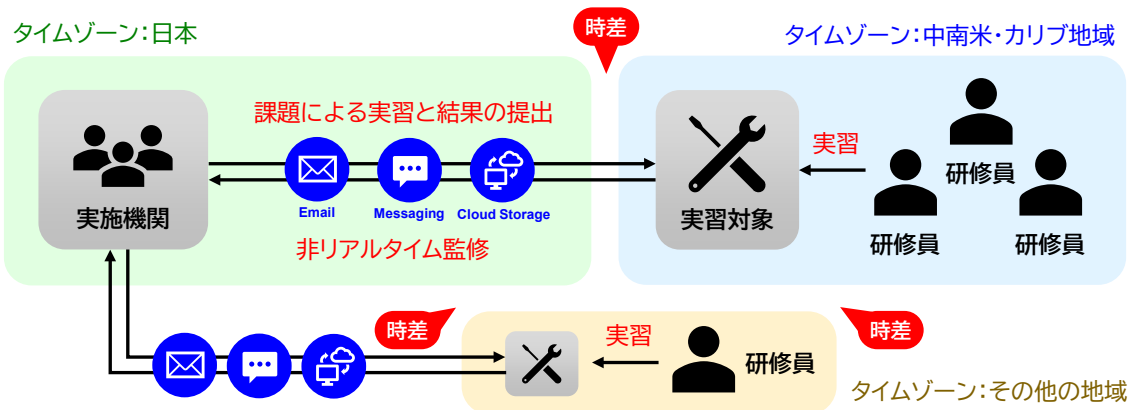 タイムゾーン：日本
時差
タイムゾーン：中南米・カリブ地域
課題による実習と結果の提出
実習
研修員
Email
Messaging
Cloud Storage
実施機関
実習対象
研修員
研修員
非リアルタイム監修
時差
実習
時差
研修員
タイムゾーン：その他の地域